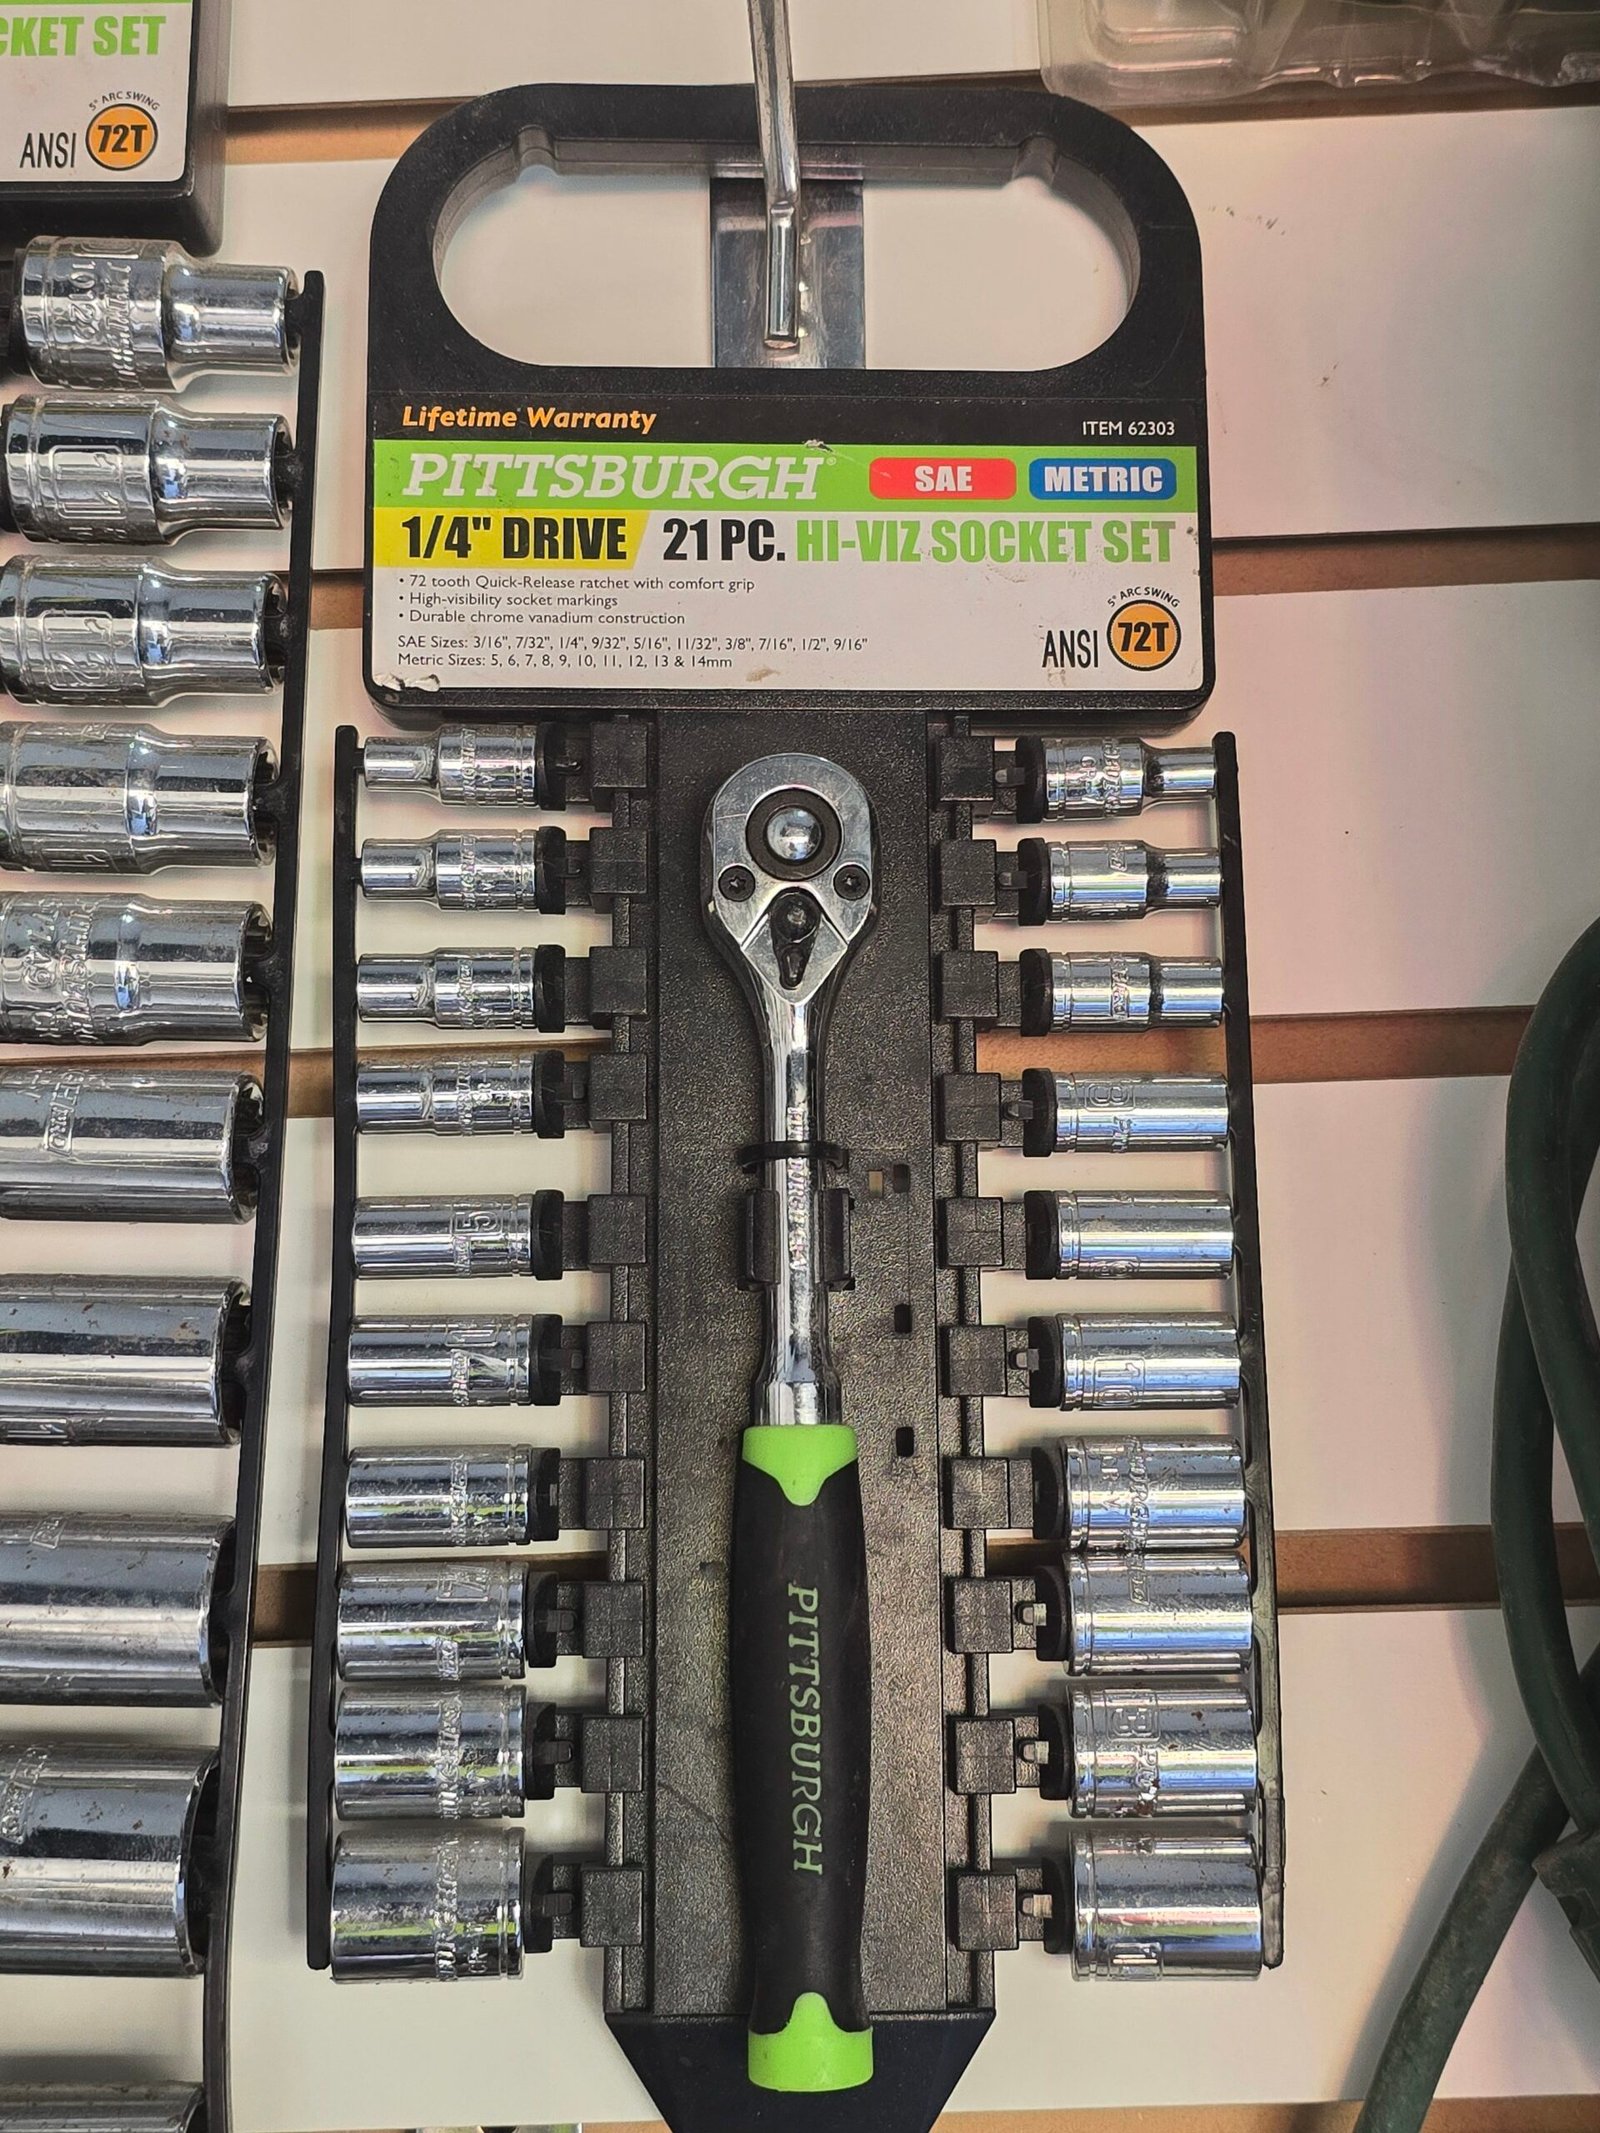 CKET SET
5° ARC SWING
ANSI 72T
Lifetime Warranty
ITEM 62303
PITTSBURGH® SAE METRIC
1/4" DRIVE 21 PC. HI-VIZ SOCKET SET
• 72 tooth Quick-Release ratchet with comfort grip
• High-visibility socket markings
• Durable chrome vanadium construction
SAE Sizes: 3/16", 7/32", 1/4", 9/32", 5/16", 11/32", 3/8", 7/16", 1/2", 9/16"
Metric Sizes: 5, 6, 7, 8, 9, 10, 11, 12, 13 & 14mm
5° ARC SWING
ANSI 72T
8
10
PITTSBURGH